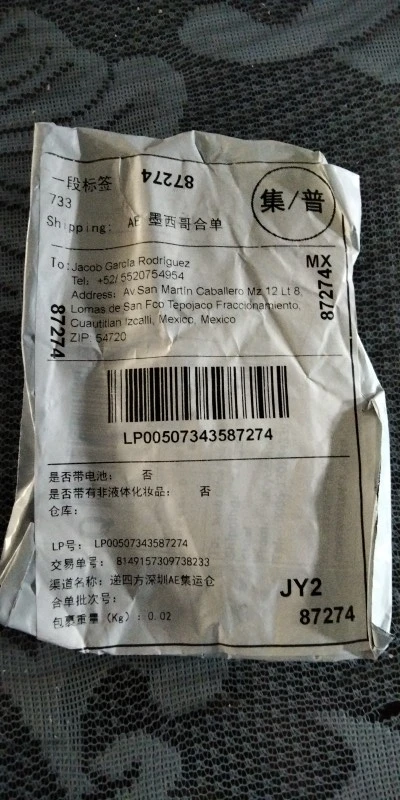 一段标签
87274
集/普
733
Shipping: AE 墨西哥合单
MX
87274
To: Jacob García Rodríguez
Tel: +52/ 5520754954
Address: Av San Martín Caballero Mz 12 Lt 8,
Lomas de San Fco Tepojaco Fraccionamiento,
Cuautitlan Izcalli, Mexico, Mexico
ZIP: 54720
87274
LP00507343587274
是否带电池: 否
是否带有非液体化妆品: 否
仓库:
LP号: LP00507343587274
交易单号: 8149157309738233
渠道名称: 递四方深圳AE集运仓
合单批次号:
包裹重量 (Kg): 0.02
JY2
87274